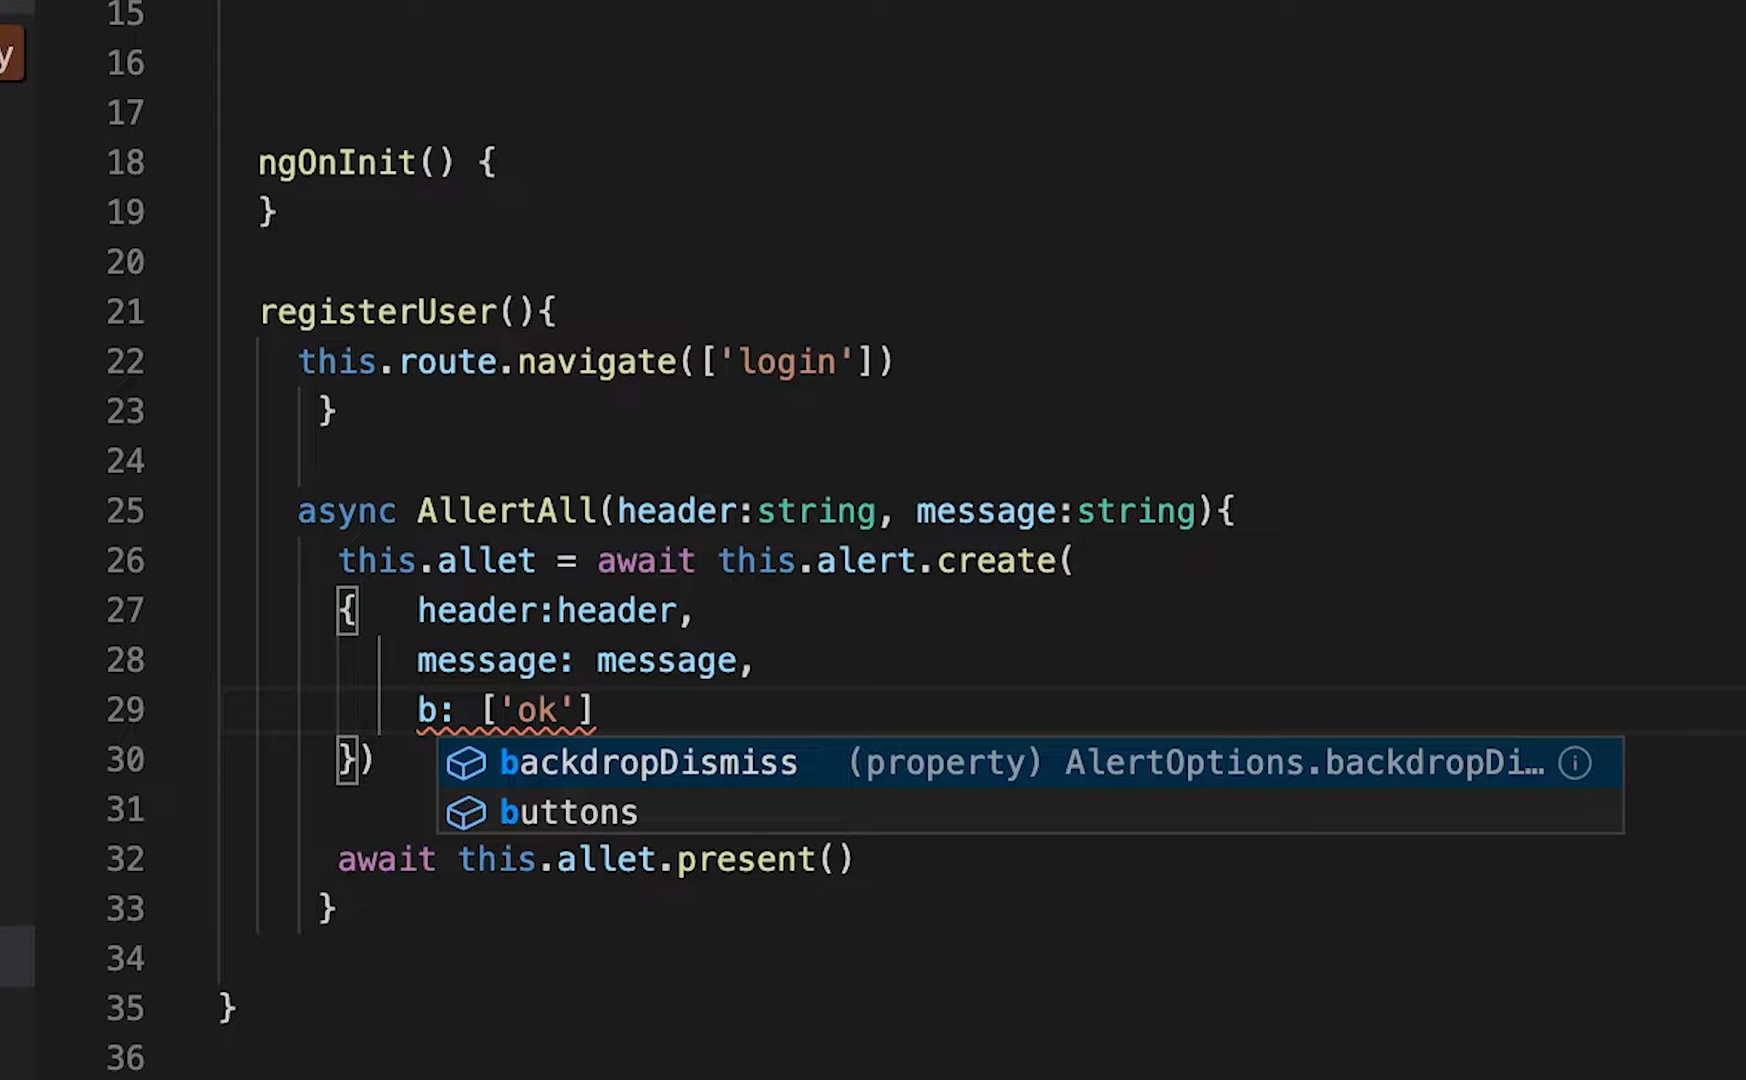 y
15
16
17
18 ngOnInit() {
19 }
20
21 registerUser(){
22 this.route.navigate(['login'])
23 }
24
25 async AllertAll(header:string, message:string){
26 this.allet = await this.alert.create(
27 { header:header,
28 message: message,
29 b: ['ok']
30 })
backdropDismiss (property) AlertOptions.backdropDi…
31
buttons
32 await this.allet.present()
33 }
34
35 }
36